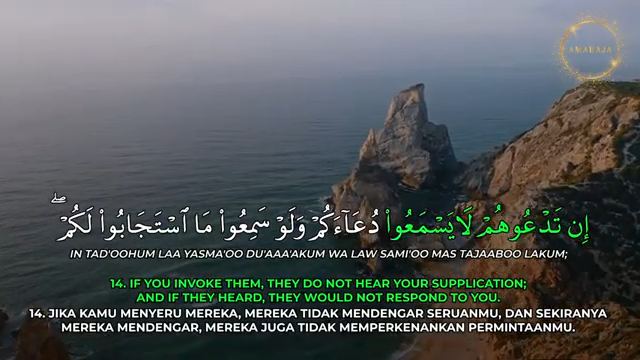 AMABAJA
إِن تَدْعُوهُمْ لَا يَسْمَعُوا۟ دُعَآءَكُمْ وَلَوْ سَمِعُوا۟ مَا ٱسْتَجَابُوا۟ لَكُمْ ۖ
IN TAD'OOHUM LAA YASMA'OO DU'AAA'AKUM WA LAW SAMI'OO MAS TAJAABOO LAKUM;
14. IF YOU INVOKE THEM, THEY DO NOT HEAR YOUR SUPPLICATION;
AND IF THEY HEARD, THEY WOULD NOT RESPOND TO YOU.
14. JIKA KAMU MENYERU MEREKA, MEREKA TIDAK MENDENGAR SERUANMU, DAN SEKIRANYA
MEREKA MENDENGAR, MEREKA JUGA TIDAK MEMPERKENANKAN PERMINTAANMU.